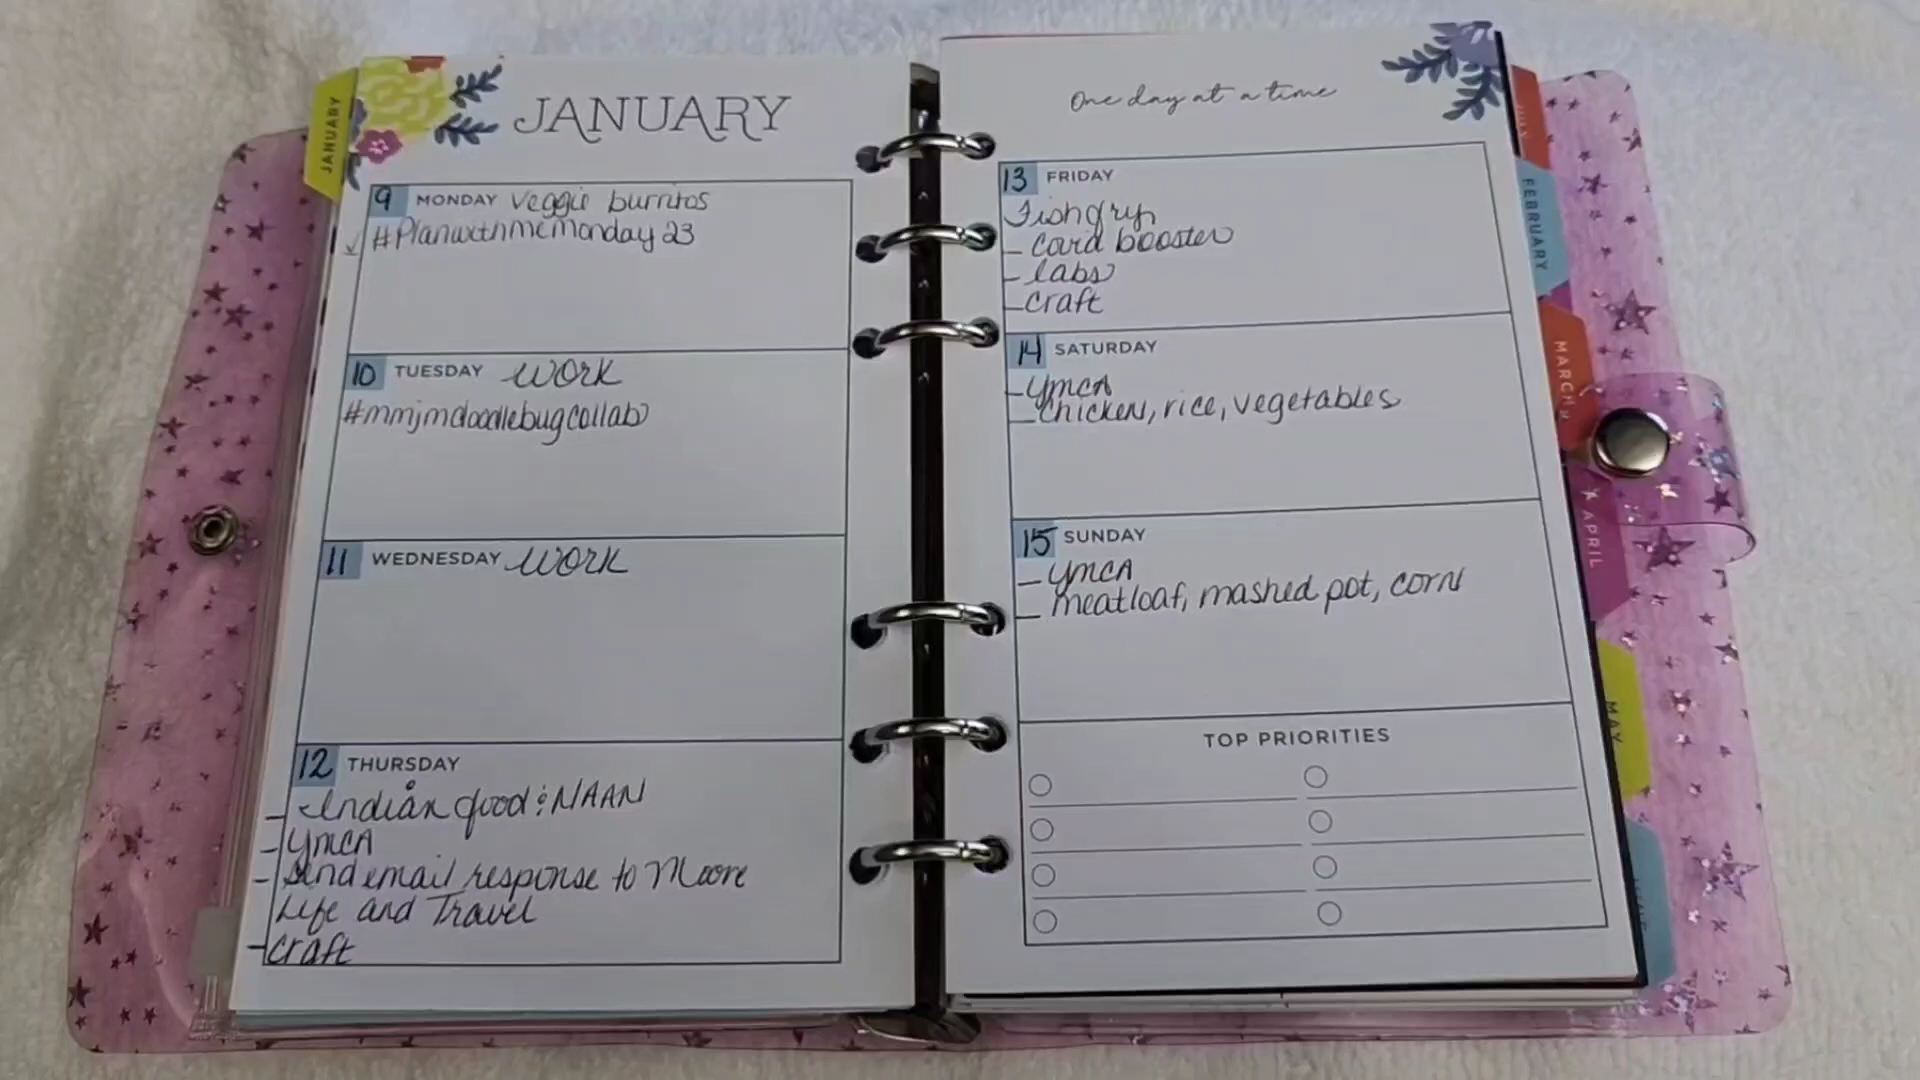 JANUARY
JANUARY
9 MONDAY Veggie burritos
#Planwithmemonday23
10 TUESDAY WORK
#mmjmdoodlebugcollab
11 WEDNESDAY WORK
12 THURSDAY
- Indian food : NAAN
- YMCA
- Send email response to Moore
Life and Travel
- Craft
One day at a time
13 FRIDAY
Fish fry
- Card booster
- labs
- Craft
14 SATURDAY
- YMCA
- Chicken, rice, vegetables
15 SUNDAY
- YMCA
- meatloaf, mashed pot, corn
TOP PRIORITIES
FEBRUARY
MARCH
APRIL
MAY